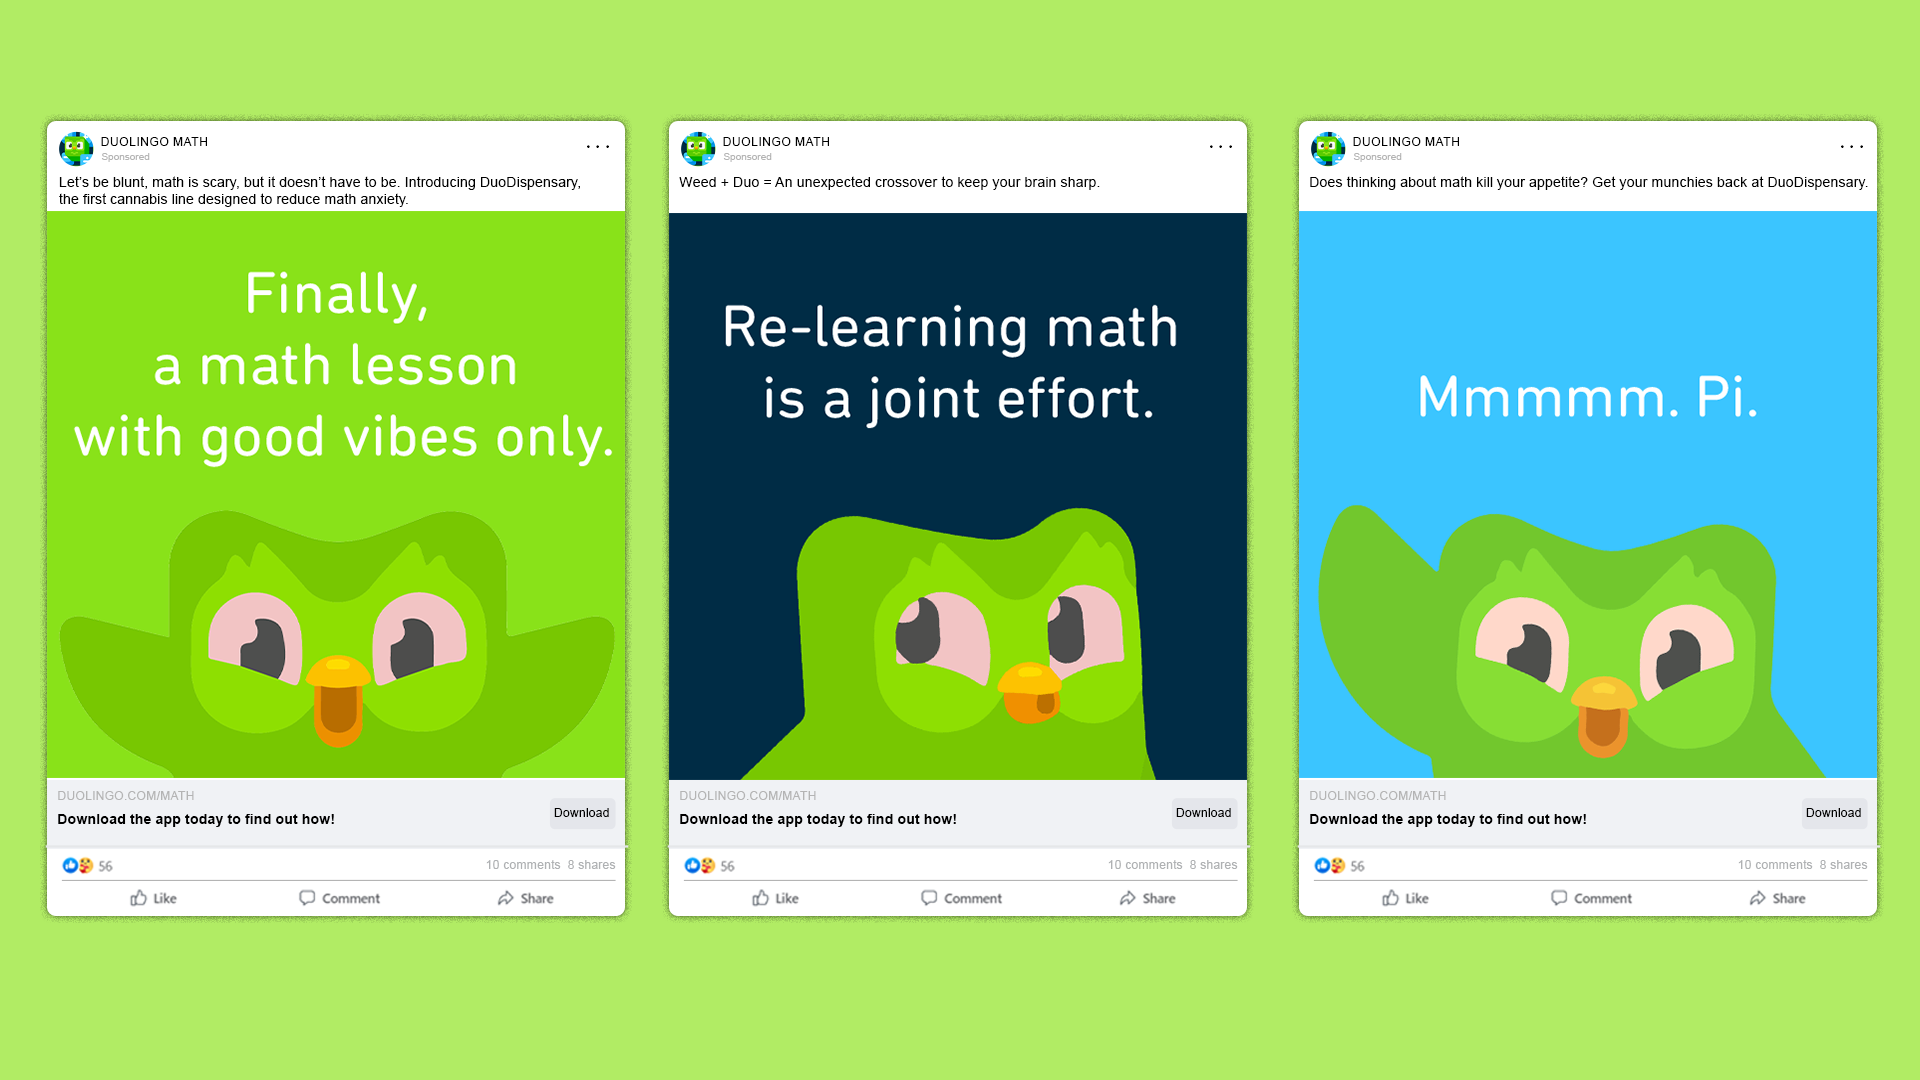 DUOLINGO MATH
Sponsored
Let's be blunt, math is scary, but it doesn't have to be. Introducing DuoDispensary,
the first cannabis line designed to reduce math anxiety.
Finally,
a math lesson
with good vibes only.
DUOLINGO.COM/MATH
Download the app today to find out how!
Download
56
10 comments 8 shares
Like Comment Share
DUOLINGO MATH
Sponsored
Weed + Duo = An unexpected crossover to keep your brain sharp.
Re-learning math
is a joint effort.
DUOLINGO.COM/MATH
Download the app today to find out how!
Download
56
10 comments 8 shares
Like Comment Share
DUOLINGO MATH
Sponsored
Does thinking about math kill your appetite? Get your munchies back at DuoDispensary.
Mmmmm. Pi.
DUOLINGO.COM/MATH
Download the app today to find out how!
Download
56
10 comments 8 shares
Like Comment Share